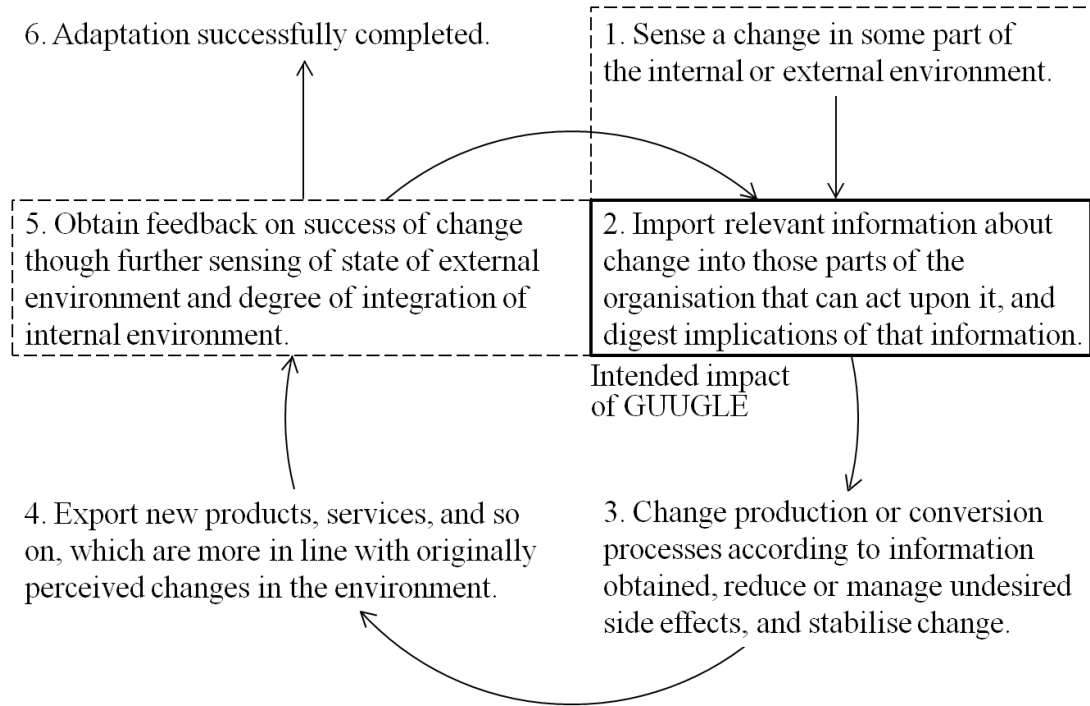 6. Adaptation successfully completed.
1. Sense a change in some part of
the internal or external environment.
5. Obtain feedback on success of change
though further sensing of state of external
environment and degree of integration of
internal environment.
2. Import relevant information about
change into those parts of the
organisation that can act upon it, and
digest implications of that information.
Intended impact
of GUUGLE
4. Export new products, services, and so
on, which are more in line with originally
perceived changes in the environment.
3. Change production or conversion
processes according to information
obtained, reduce or manage undesired
side effects, and stabilise change.